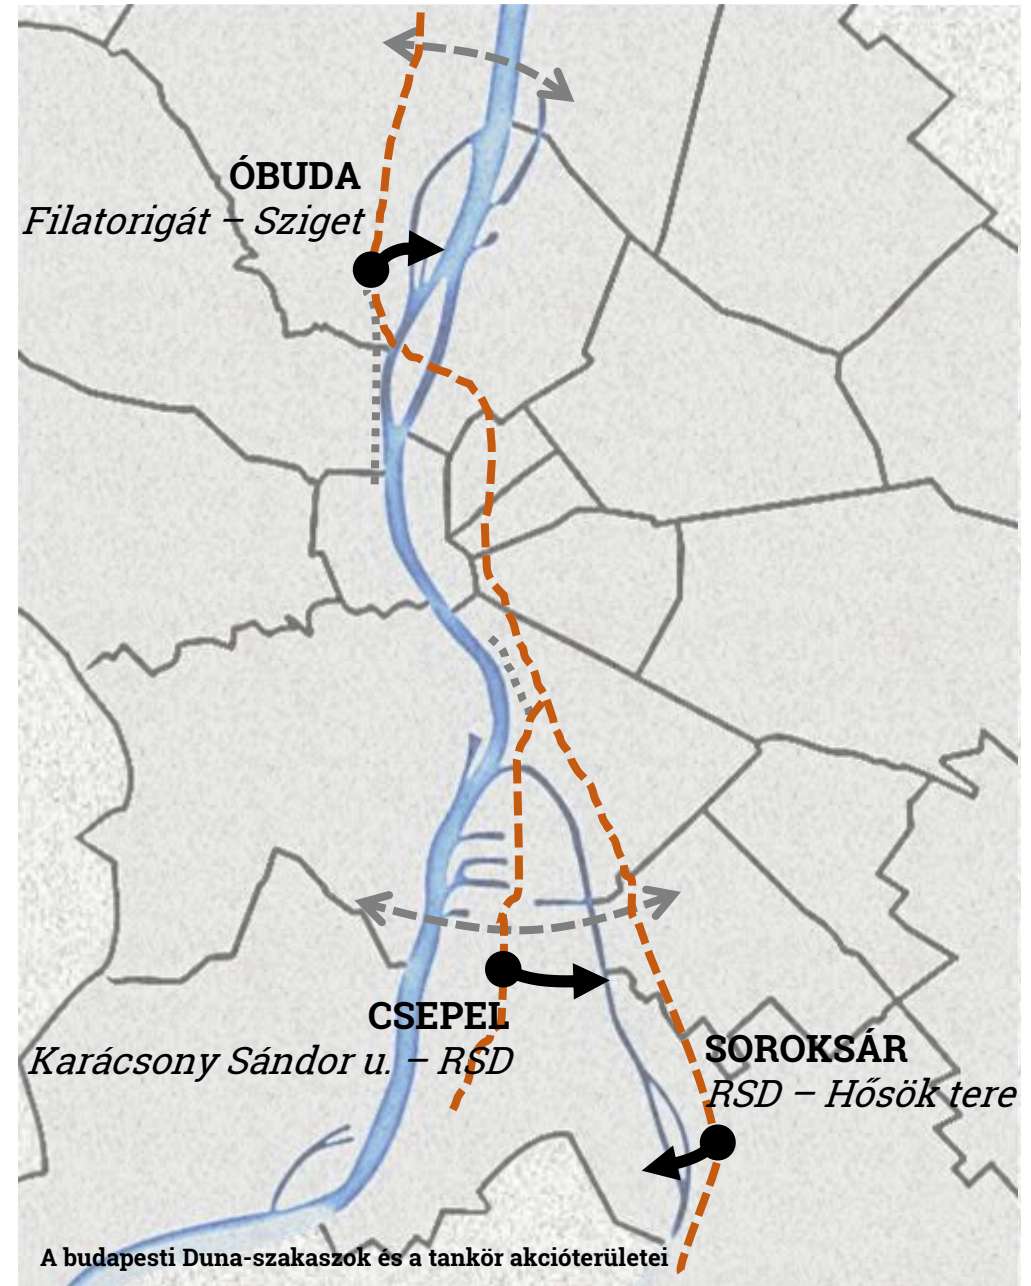 ÓBUDA
Filatorigát – Sziget
CSEPEL
Karácsony Sándor u. – RSD
SOROKSÁR
RSD – Hősök tere
A budapesti Duna-szakaszok és a tankör akcióterületei